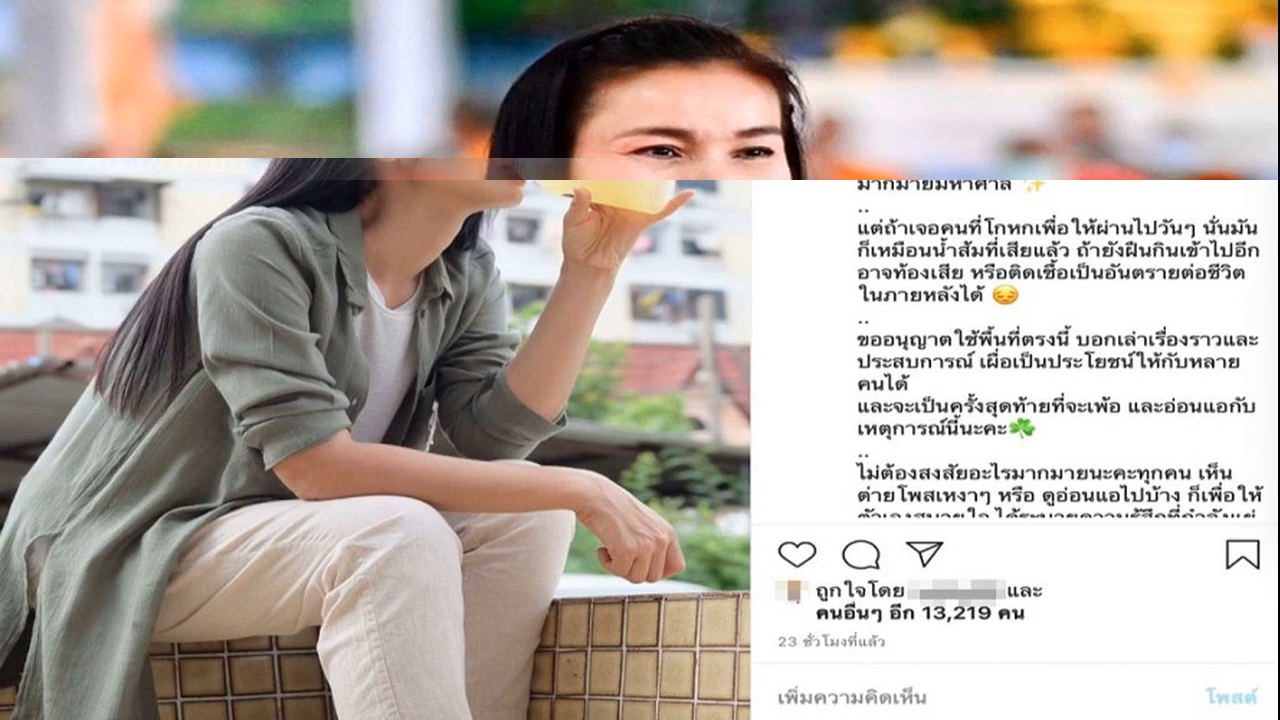 มากมายมหาศาล ✨
..
แต่ถ้าเจอคนที่โกหกเพื่อให้ผ่านไปวันๆ นั่นมัน
ก็เหมือนน้ำส้มที่เสียแล้ว ถ้ายังฝืนกินเข้าไปอีก
อาจท้องเสีย หรือติดเชื้อเป็นอันตรายต่อชีวิต
ในภายหลังได้ 😔
..
ขออนุญาตใช้พื้นที่ตรงนี้ บอกเล่าเรื่องราวและ
ประสบการณ์ เผื่อเป็นประโยชน์ให้กับหลาย
คนได้
และจะเป็นครั้งสุดท้ายที่จะเพ้อ และอ่อนแอกับ
เหตุการณ์นี้นะคะ☘️
..
ไม่ต้องสงสัยอะไรมากมายนะคะทุกคน เห็น
ต่ายโพสเหงาๆ หรือ ดูอ่อนแอไปบ้าง ก็เพื่อให้
ถูกใจโดย และ
คนอื่นๆ อีก 13,219 คน
23 ชั่วโมงที่แล้ว
เพิ่มความคิดเห็น
โพสต์